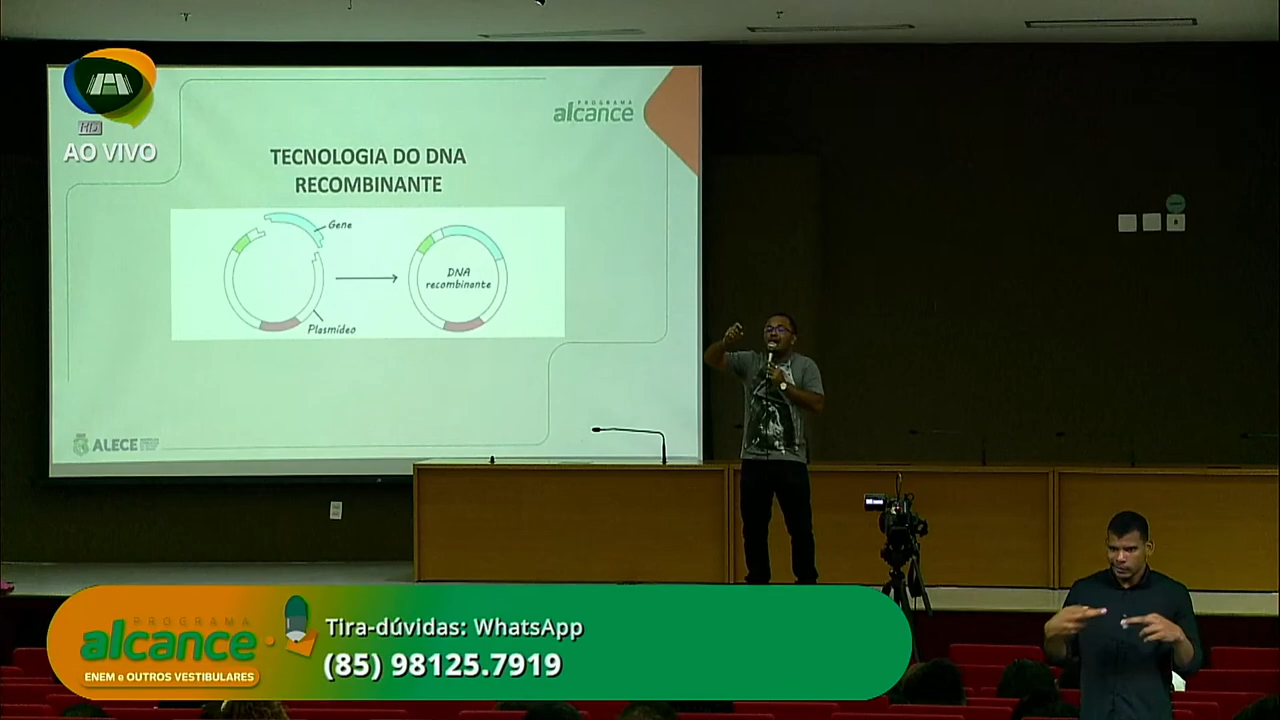 HD
AO VIVO
PROGRAMA
alcance
TECNOLOGIA DO DNA
RECOMBINANTE
Gene
DNA
recombinante
Plasmídeo
ALECE
PROGRAMA
alcance
ENEM e OUTROS VESTIBULARES
Tira-dúvidas: WhatsApp
(85) 98125.7919